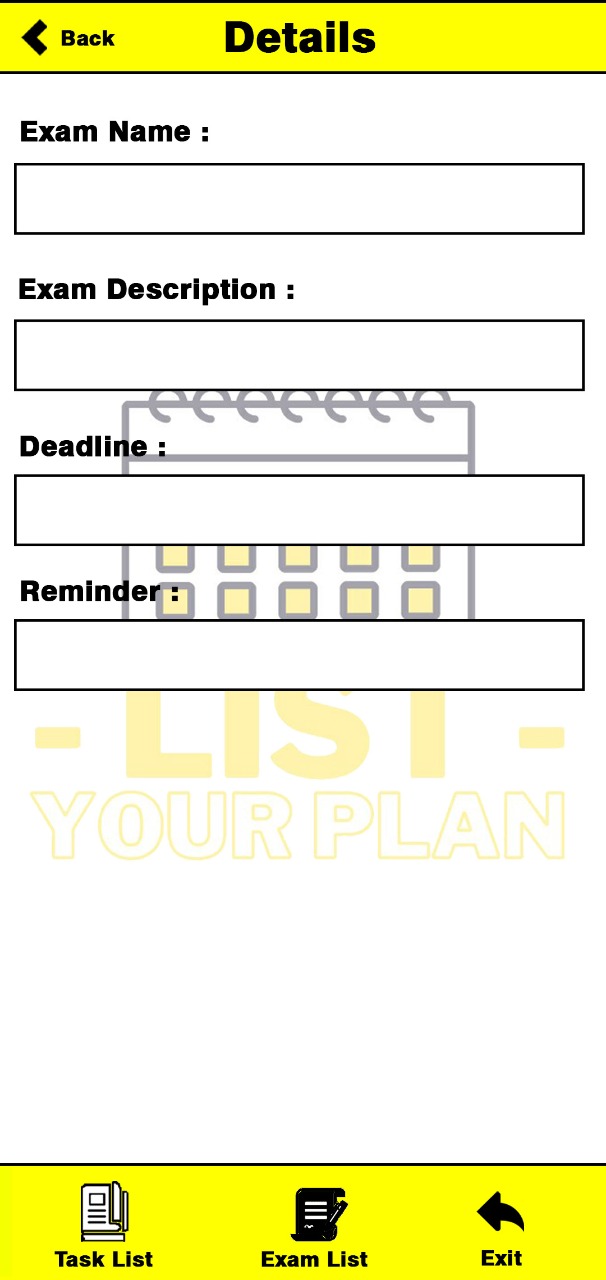 Back
Details
Exam Name :
Exam Description :
Deadline :
Reminder :
- LIST -
YOUR PLAN
Task List
Exam List
Exit